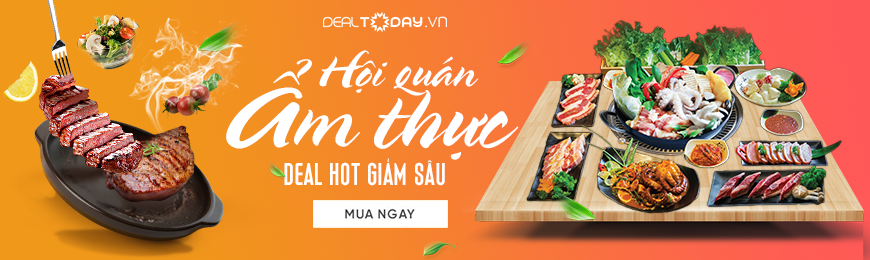 DEALTODAY.VN
Hội quán
Ẩm thực
DEAL HOT GIẢM SÂU
MUA NGAY